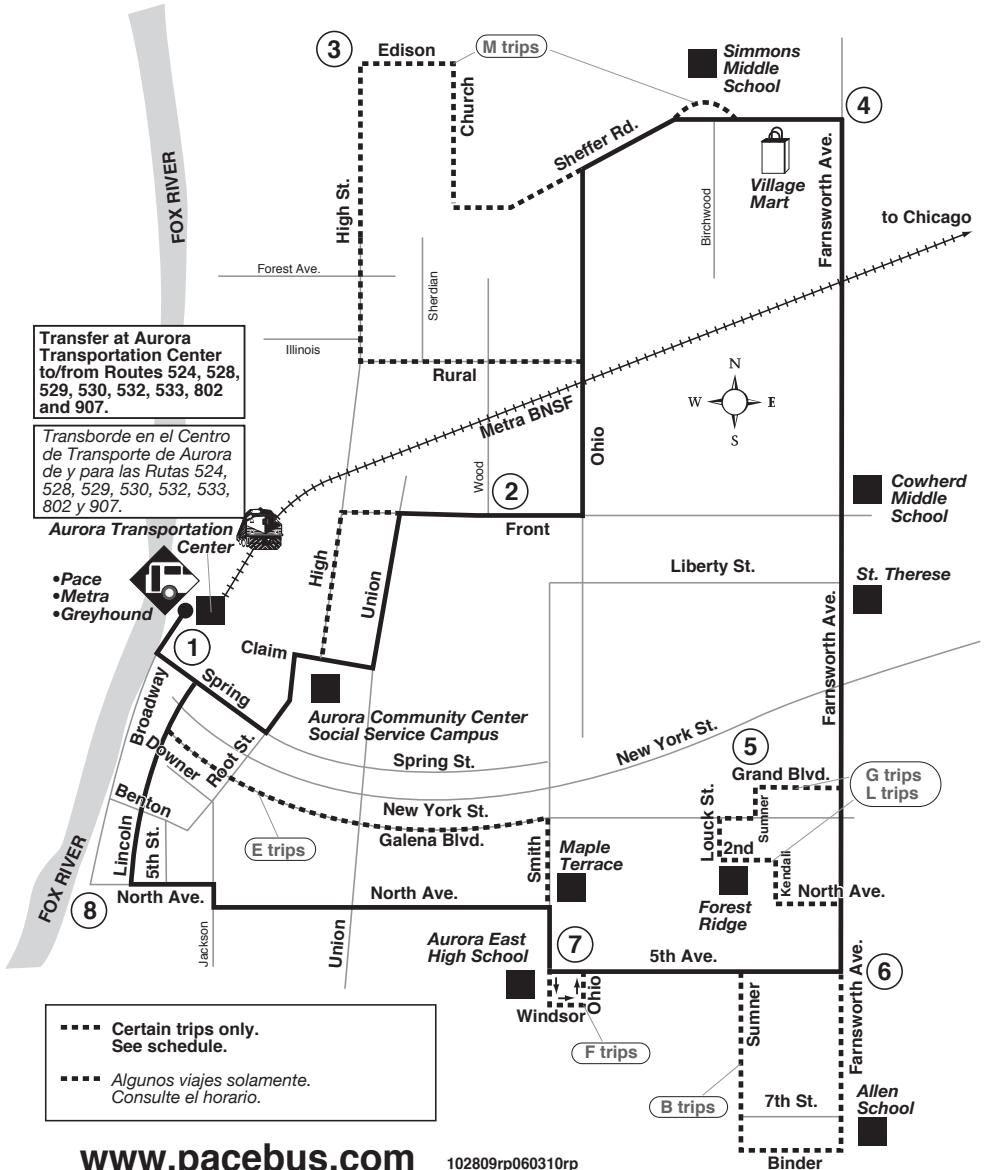 3
Edison
M trips
Simmons
Middle
School
Church
4
Sheffer Rd.
FOX RIVER
High St.
Village
Mart
Birchwood
Farnsworth Ave.
to Chicago
Forest Ave.
Sherdian
Illinois
Rural
Transfer at Aurora
Transportation Center
to/from Routes 524, 528,
529, 530, 532, 533, 802
and 907.
Transborde en el Centro
de Transporte de Aurora
de y para las Rutas 524,
528, 529, 530, 532, 533,
802 y 907.
N
W
E
S
Metra BNSF
Ohio
Wood
2
Front
Cowherd
Middle
School
Aurora Transportation
Center
•Pace
•Metra
•Greyhound
High
Union
Liberty St.
St. Therese
1
Claim
Spring
Broadway
Aurora Community Center
Social Service Campus
Farnsworth Ave.
Downer
Root St.
Spring St.
New York St.
5
Grand Blvd.
G trips
L trips
Benton
New York St.
Galena Blvd.
Louck St.
Sumner
E trips
Lincoln
5th St.
Smith
Maple
Terrace
2nd
Kendall
North Ave.
FOX RIVER
8
North Ave.
North Ave.
Forest
Ridge
Jackson
Union
Aurora East
High School
7
5th Ave.
6
Windsor
Ohio
Sumner
Farnsworth Ave.
F trips
Certain trips only.
See schedule.
Algunos viajes solamente.
Consulte el horario.
B trips
7th St.
Allen
School
Binder
www.pacebus.com
102809rp060310rp